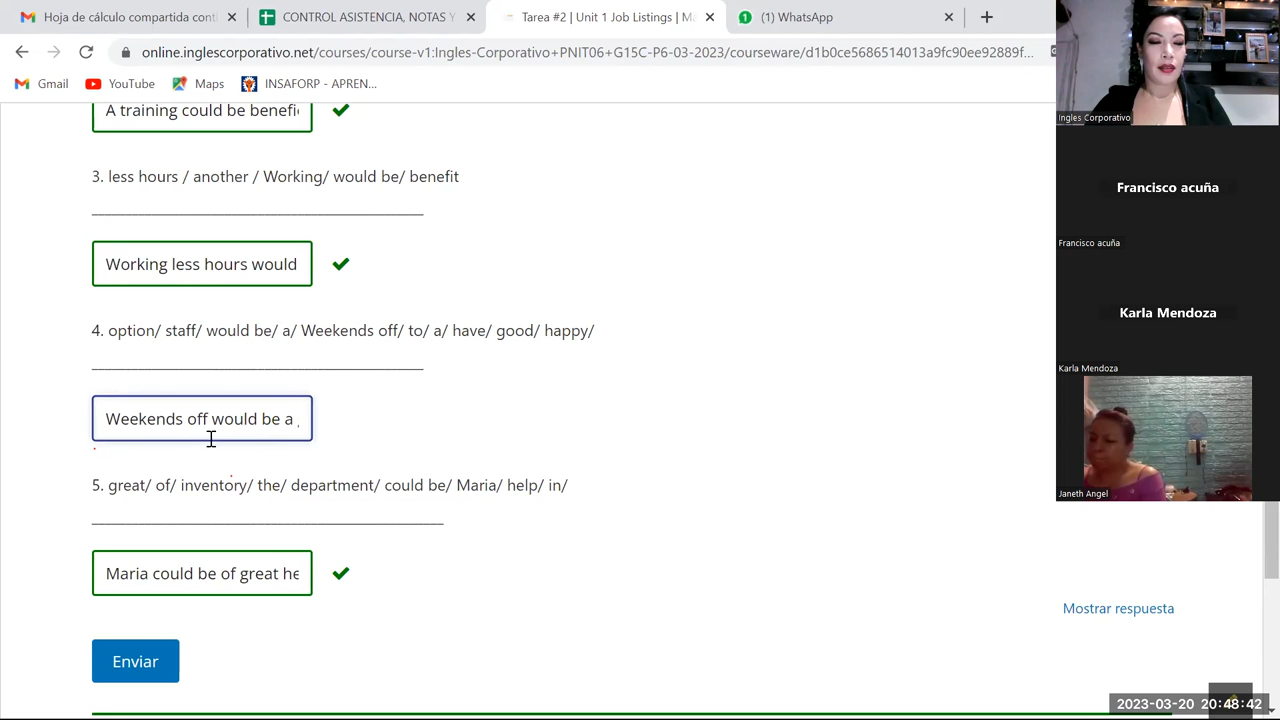 Hoja de cálculo compartida cont
CONTROL ASISTENCIA, NOTAS
Tarea #2 | Unit 1 Job Listings | Ma
(1) WhatsApp
online.inglescorporativo.net/courses/course-v1:Ingles-Corporativo+PNIT06+G15C-P6-03-2023/courseware/
Gmail
YouTube
Maps
INSAFORP - APREN...
Ingles Corporativo
A training could be benefi
3. less hours / another / Working/ would be/ benefit
Working less hours would
4. option/ staff/ would be/ a/ Weekends off/ to/ a/ have/ good/ happy/
Weekends off would be a
5. great/ of/ inventory/ the/ department/ could be/ Maria/ help/ in/
Maria could be of great he
Mostrar respuesta
Enviar
Francisco acuña
Francisco acuña
Karla Mendoza
Karla Mendoza
Janeth Angel
2023-03-20 20:48:42